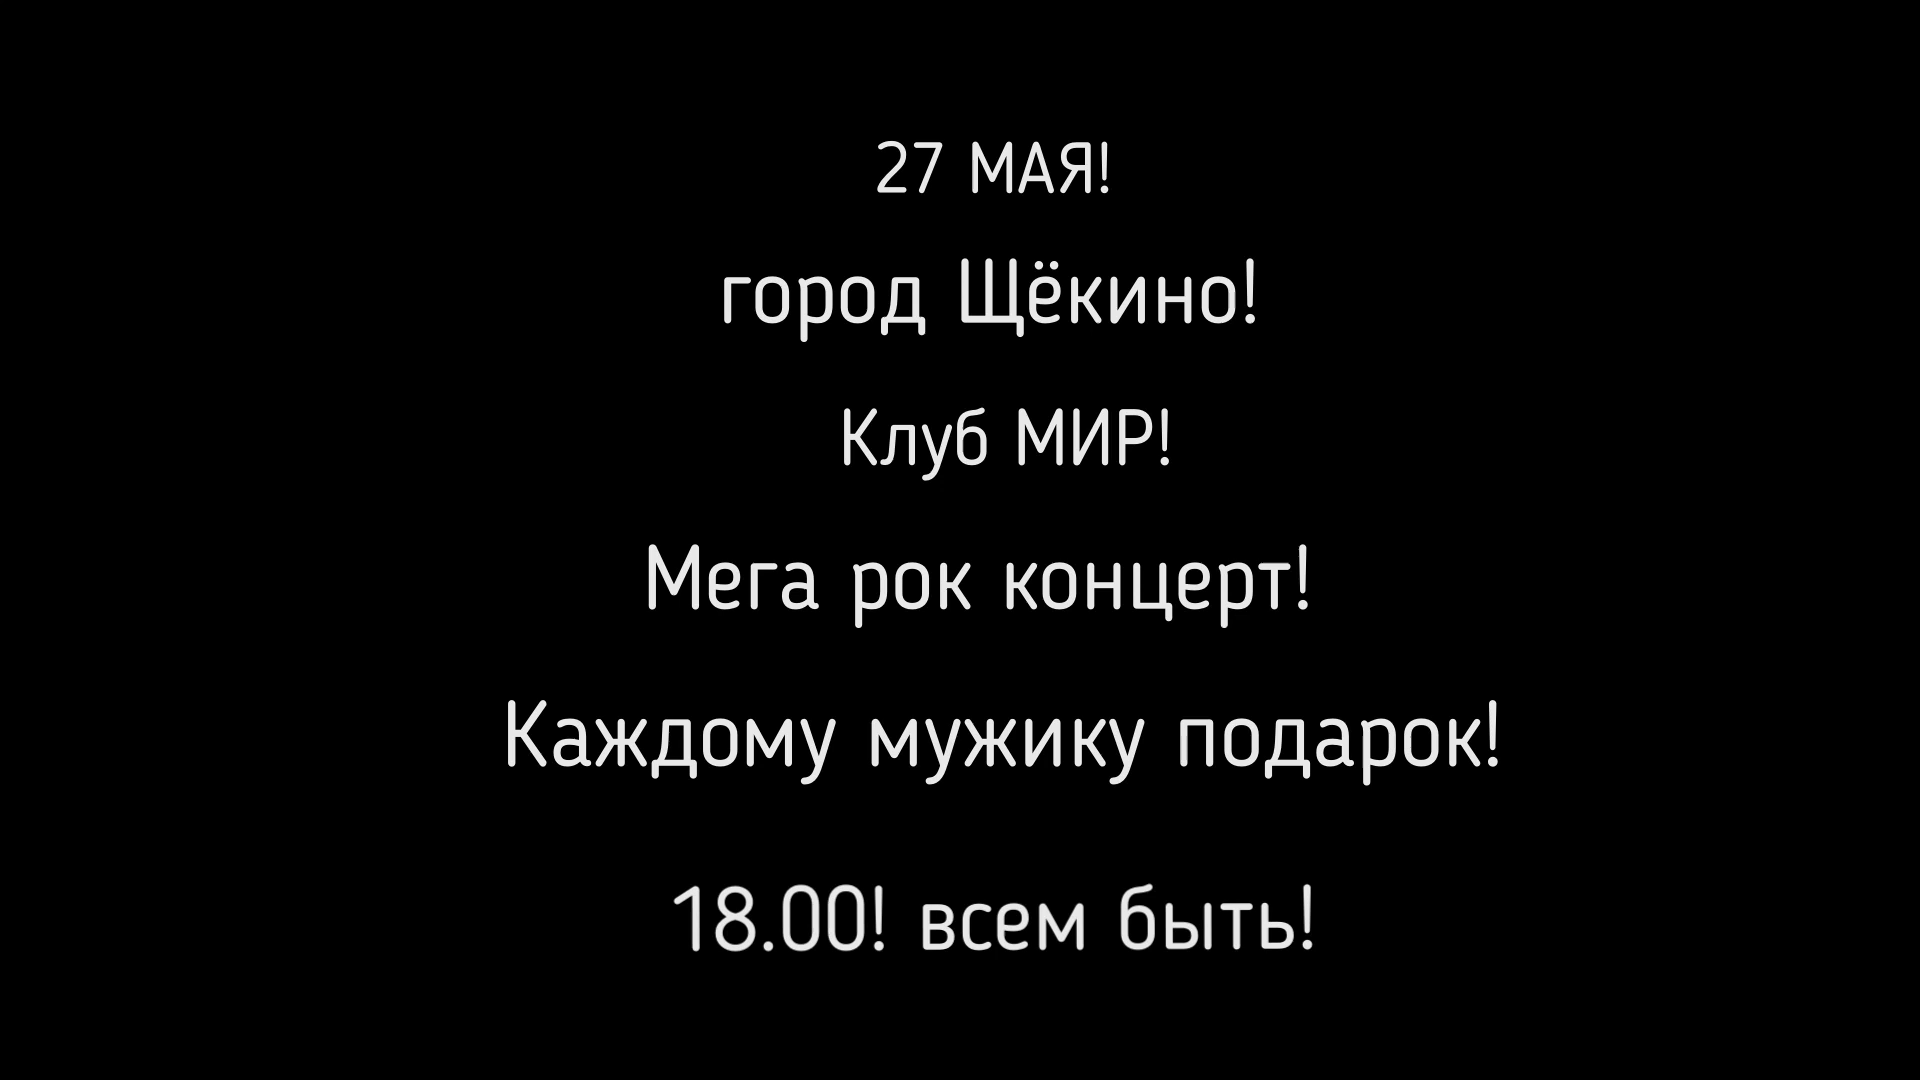 27 МАЯ!
город Щёкино!
Клуб МИР!
Мега рок концерт!
Каждому мужику подарок!
18.00! всем быть!